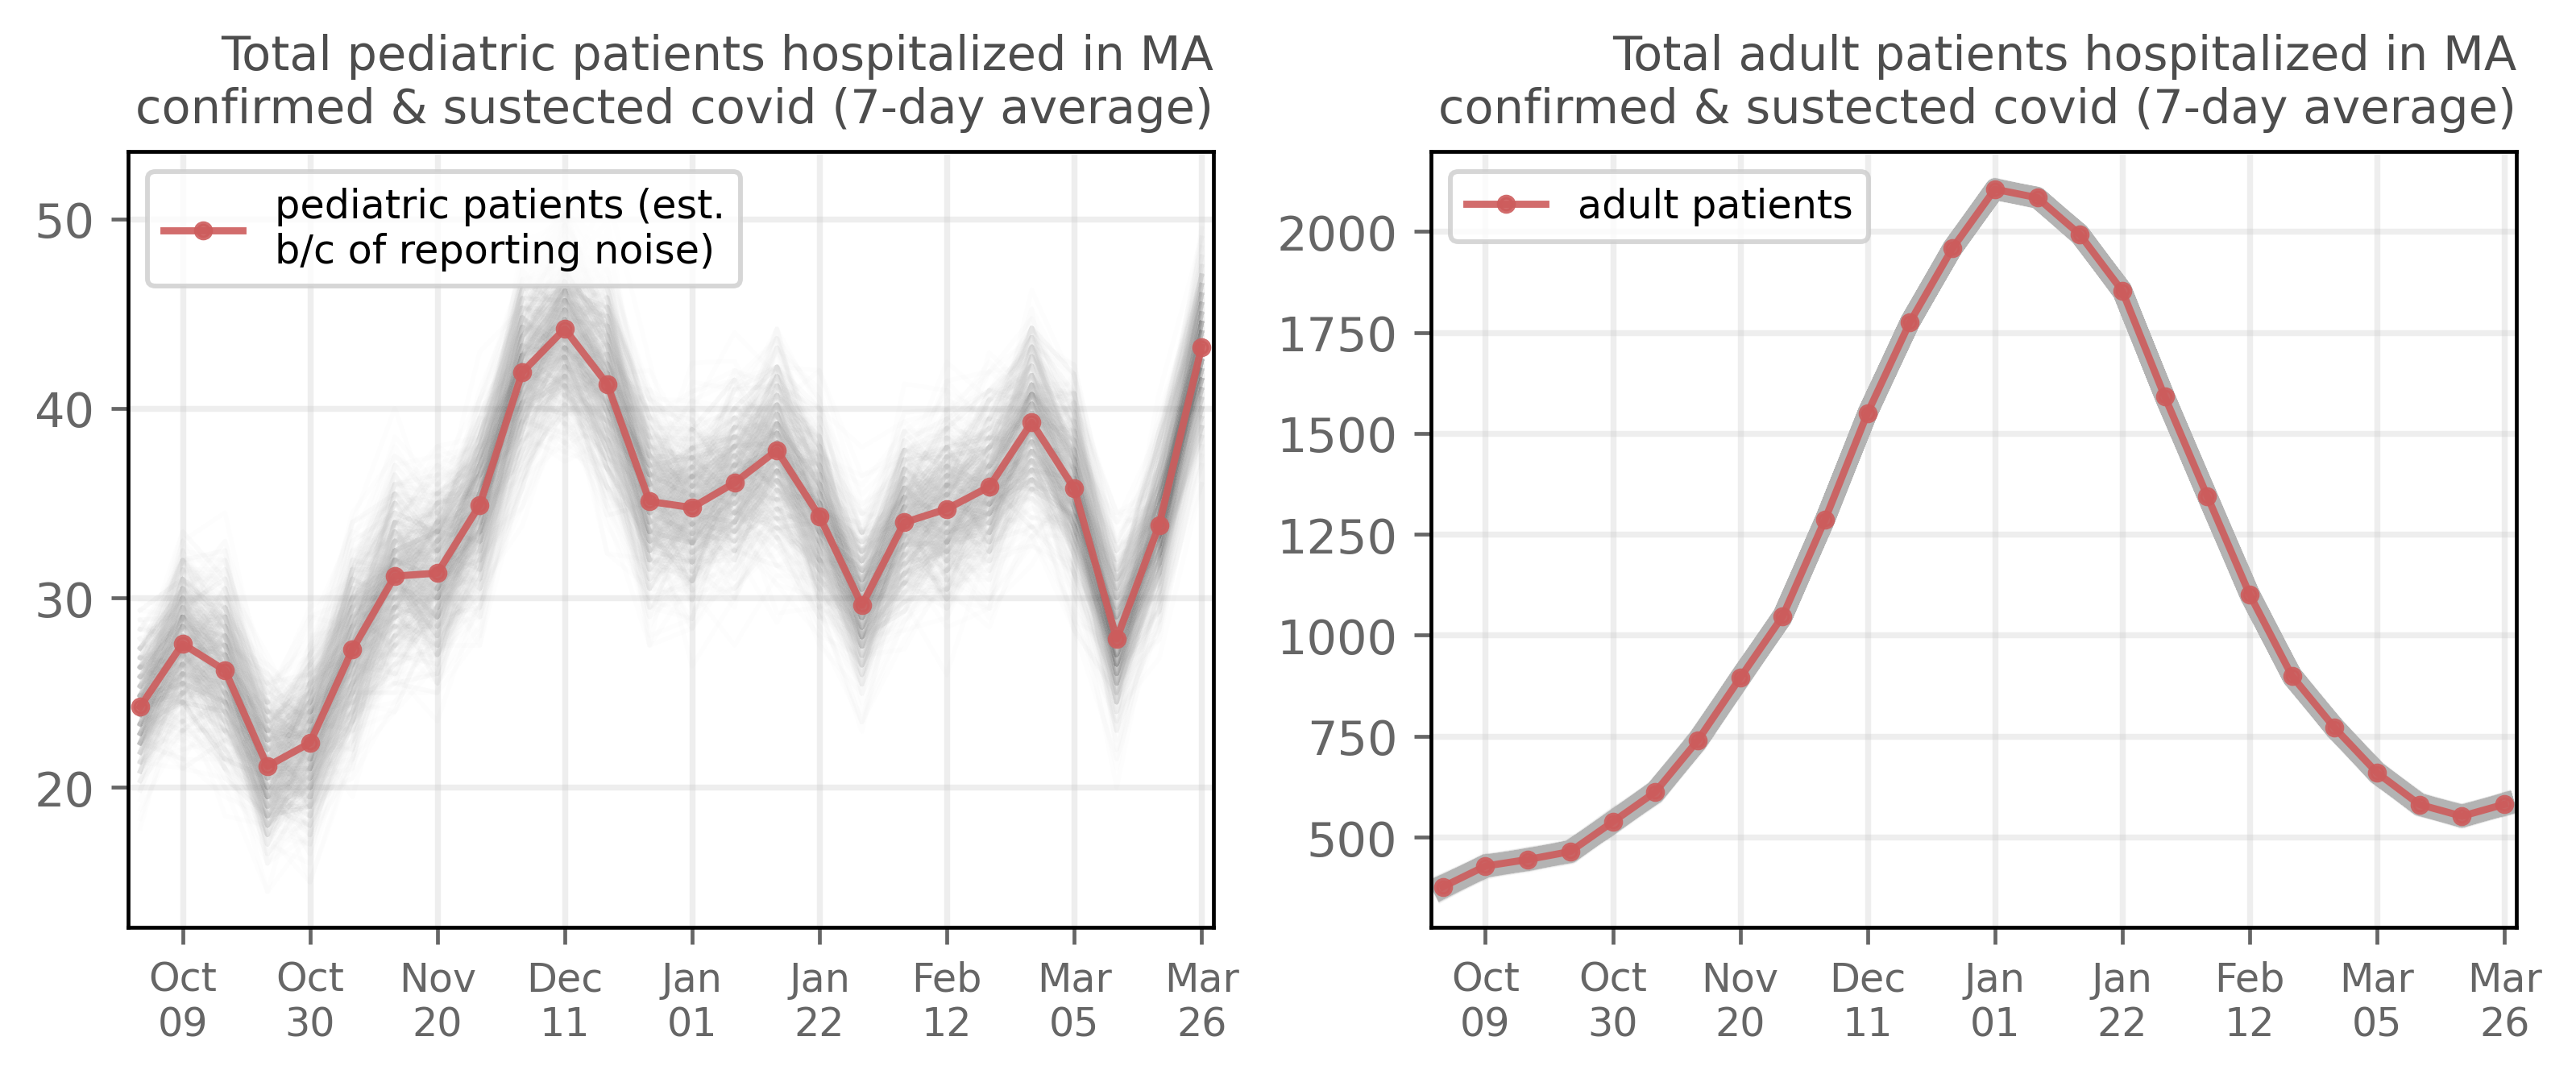 Total pediatric patients hospitalized in MA
confirmed & sustected covid (7-day average)
pediatric patients (est.
b/c of reporting noise)
50
40
30
20
Oct Oct Nov Dec Jan Jan Feb Mar Mar
09 30 20 11 01 22 12 05 26
Total adult patients hospitalized in MA
confirmed & sustected covid (7-day average)
adult patients
2000
1750
1500
1250
1000
750
500
Oct Oct Nov Dec Jan Jan Feb Mar Mar
09 30 20 11 01 22 12 05 26